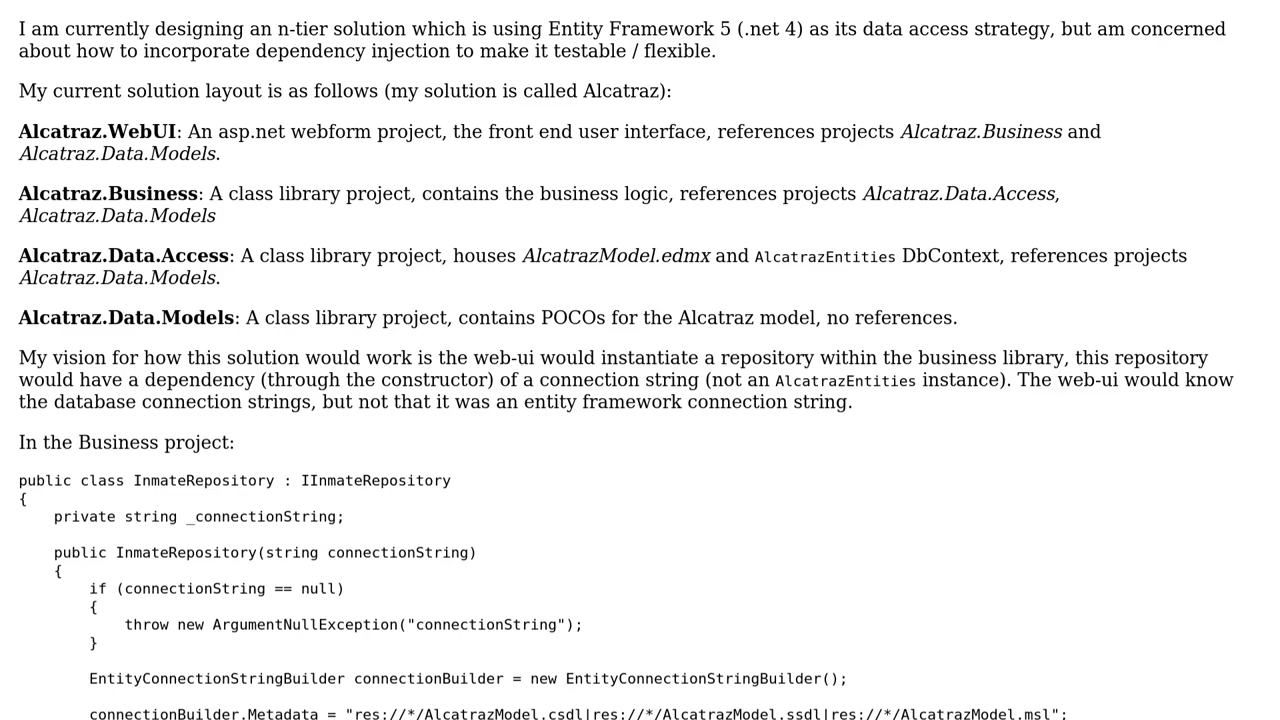 I am currently designing an n-tier solution which is using Entity Framework 5 (.net 4) as its data access strategy, but am concerned
about how to incorporate dependency injection to make it testable / flexible.
My current solution layout is as follows (my solution is called Alcatraz):
Alcatraz.WebUI: An asp.net webform project, the front end user interface, references projects Alcatraz.Business and
Alcatraz.Data.Models.
Alcatraz.Business: A class library project, contains the business logic, references projects Alcatraz.Data.Access,
Alcatraz.Data.Models
Alcatraz.Data.Access: A class library project, houses AlcatrazModel.edmx and AlcatrazEntities DbContext, references projects
Alcatraz.Data.Models.
Alcatraz.Data.Models: A class library project, contains POCOs for the Alcatraz model, no references.
My vision for how this solution would work is the web-ui would instantiate a repository within the business library, this repository
would have a dependency (through the constructor) of a connection string (not an AlcatrazEntities instance). The web-ui would know
the database connection strings, but not that it was an entity framework connection string.
In the Business project:
public class InmateRepository : IInmateRepository
{
    private string _connectionString;
    public InmateRepository(string connectionString)
    {
        if (connectionString == null)
        {
            throw new ArgumentNullException("connectionString");
        }
        EntityConnectionStringBuilder connectionBuilder = new EntityConnectionStringBuilder();
        connectionBuilder.Metadata = "res://*/AlcatrazModel.csdl|res://*/AlcatrazModel.ssdl|res://*/AlcatrazModel.msl";